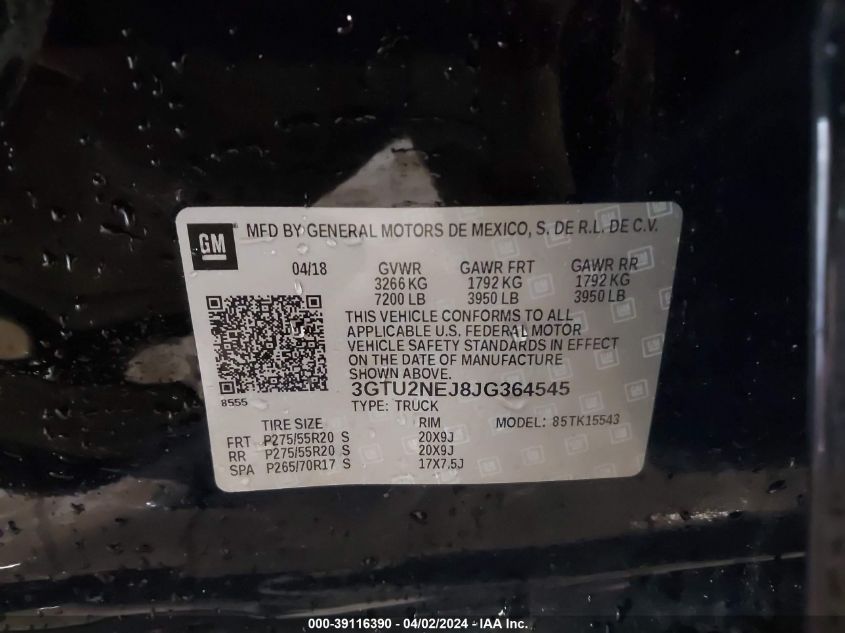 GM MFD BY GENERAL MOTORS DE MEXICO, S. DE R.L. DE C.V.
04/18 GVWR GAWR FRT GAWR RR
3266 KG 1792 KG 1792 KG
7200 LB 3950 LB 3950 LB
THIS VEHICLE CONFORMS TO ALL
APPLICABLE U.S. FEDERAL MOTOR
VEHICLE SAFETY STANDARDS IN EFFECT
ON THE DATE OF MANUFACTURE
SHOWN ABOVE.
8555
3GTU2NEJ8JG364545
TYPE: TRUCK
TIRE SIZE RIM MODEL: 85TK15543
FRT P275/55R20 S 20X9J
RR P275/55R20 S 20X9J
SPA P265/70R17 S 17X7.5J
000-39116390 - 04/02/2024 - IAA Inc.